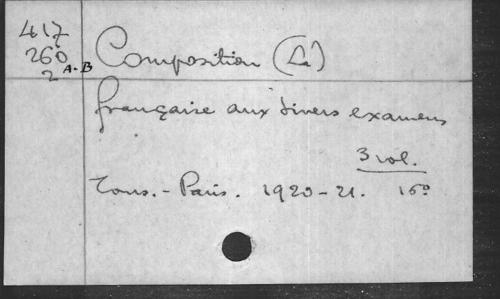 417
260
2 A-B
Composition (La)
française aux divers examens
3 vol.
Tours.- Paris. 1920-21. 16°